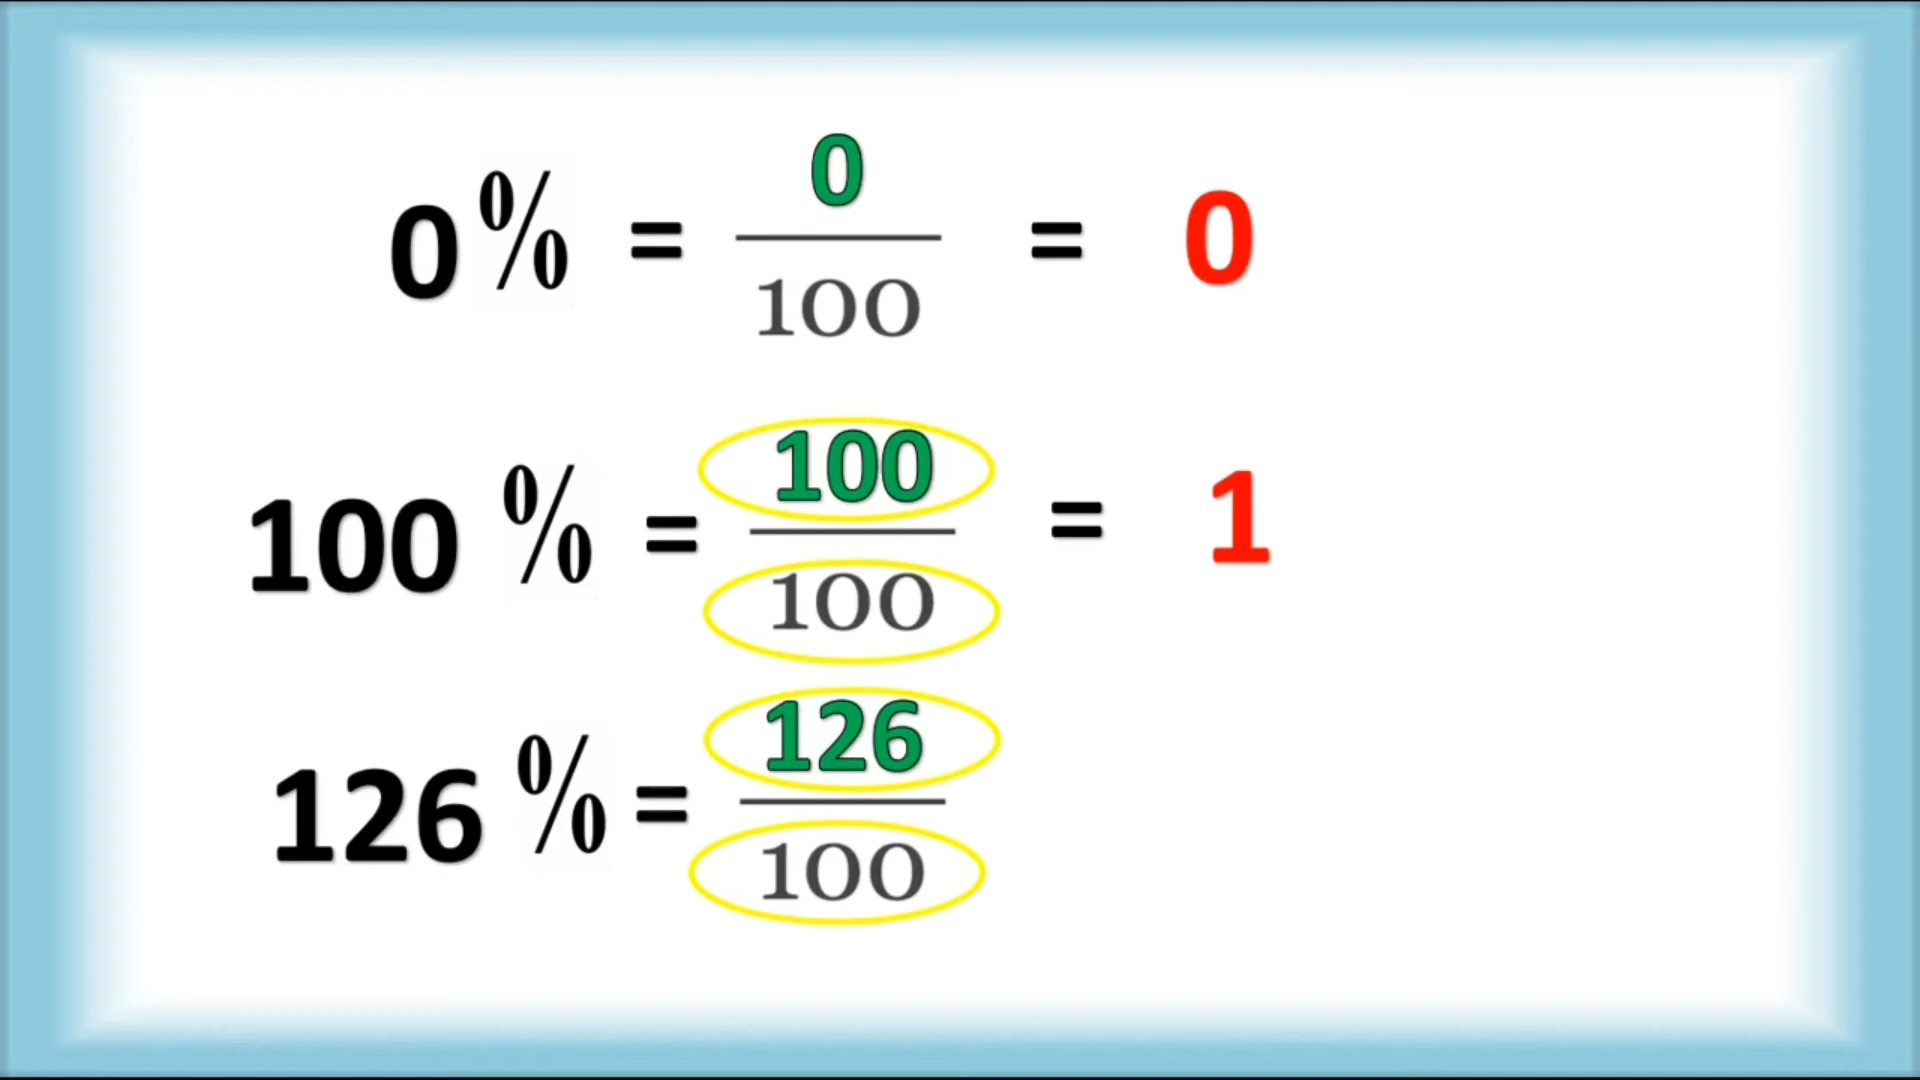 0% = 0/100 = 0
100 % = 100/100 = 1
126 % = 126/100